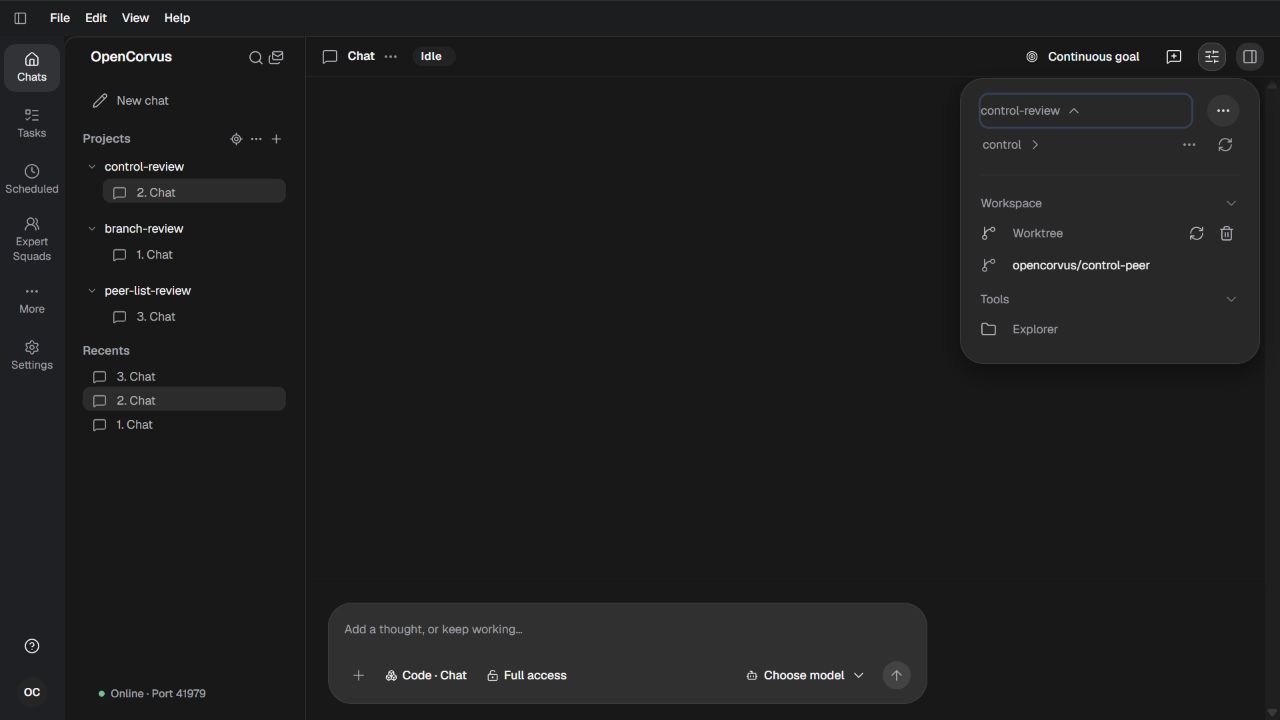 File Edit View Help
OpenCorvus
Chat
Idle
Continuous goal
Chats
Tasks
Scheduled
Expert
Squads
More
Settings
OC
New chat
Projects
control-review
2. Chat
branch-review
1. Chat
peer-list-review
3. Chat
Recents
3. Chat
2. Chat
1. Chat
Online · Port 41979
control-review
control
Workspace
Worktree
opencorvus/control-peer
Tools
Explorer
Add a thought, or keep working...
Code · Chat
Full access
Choose model